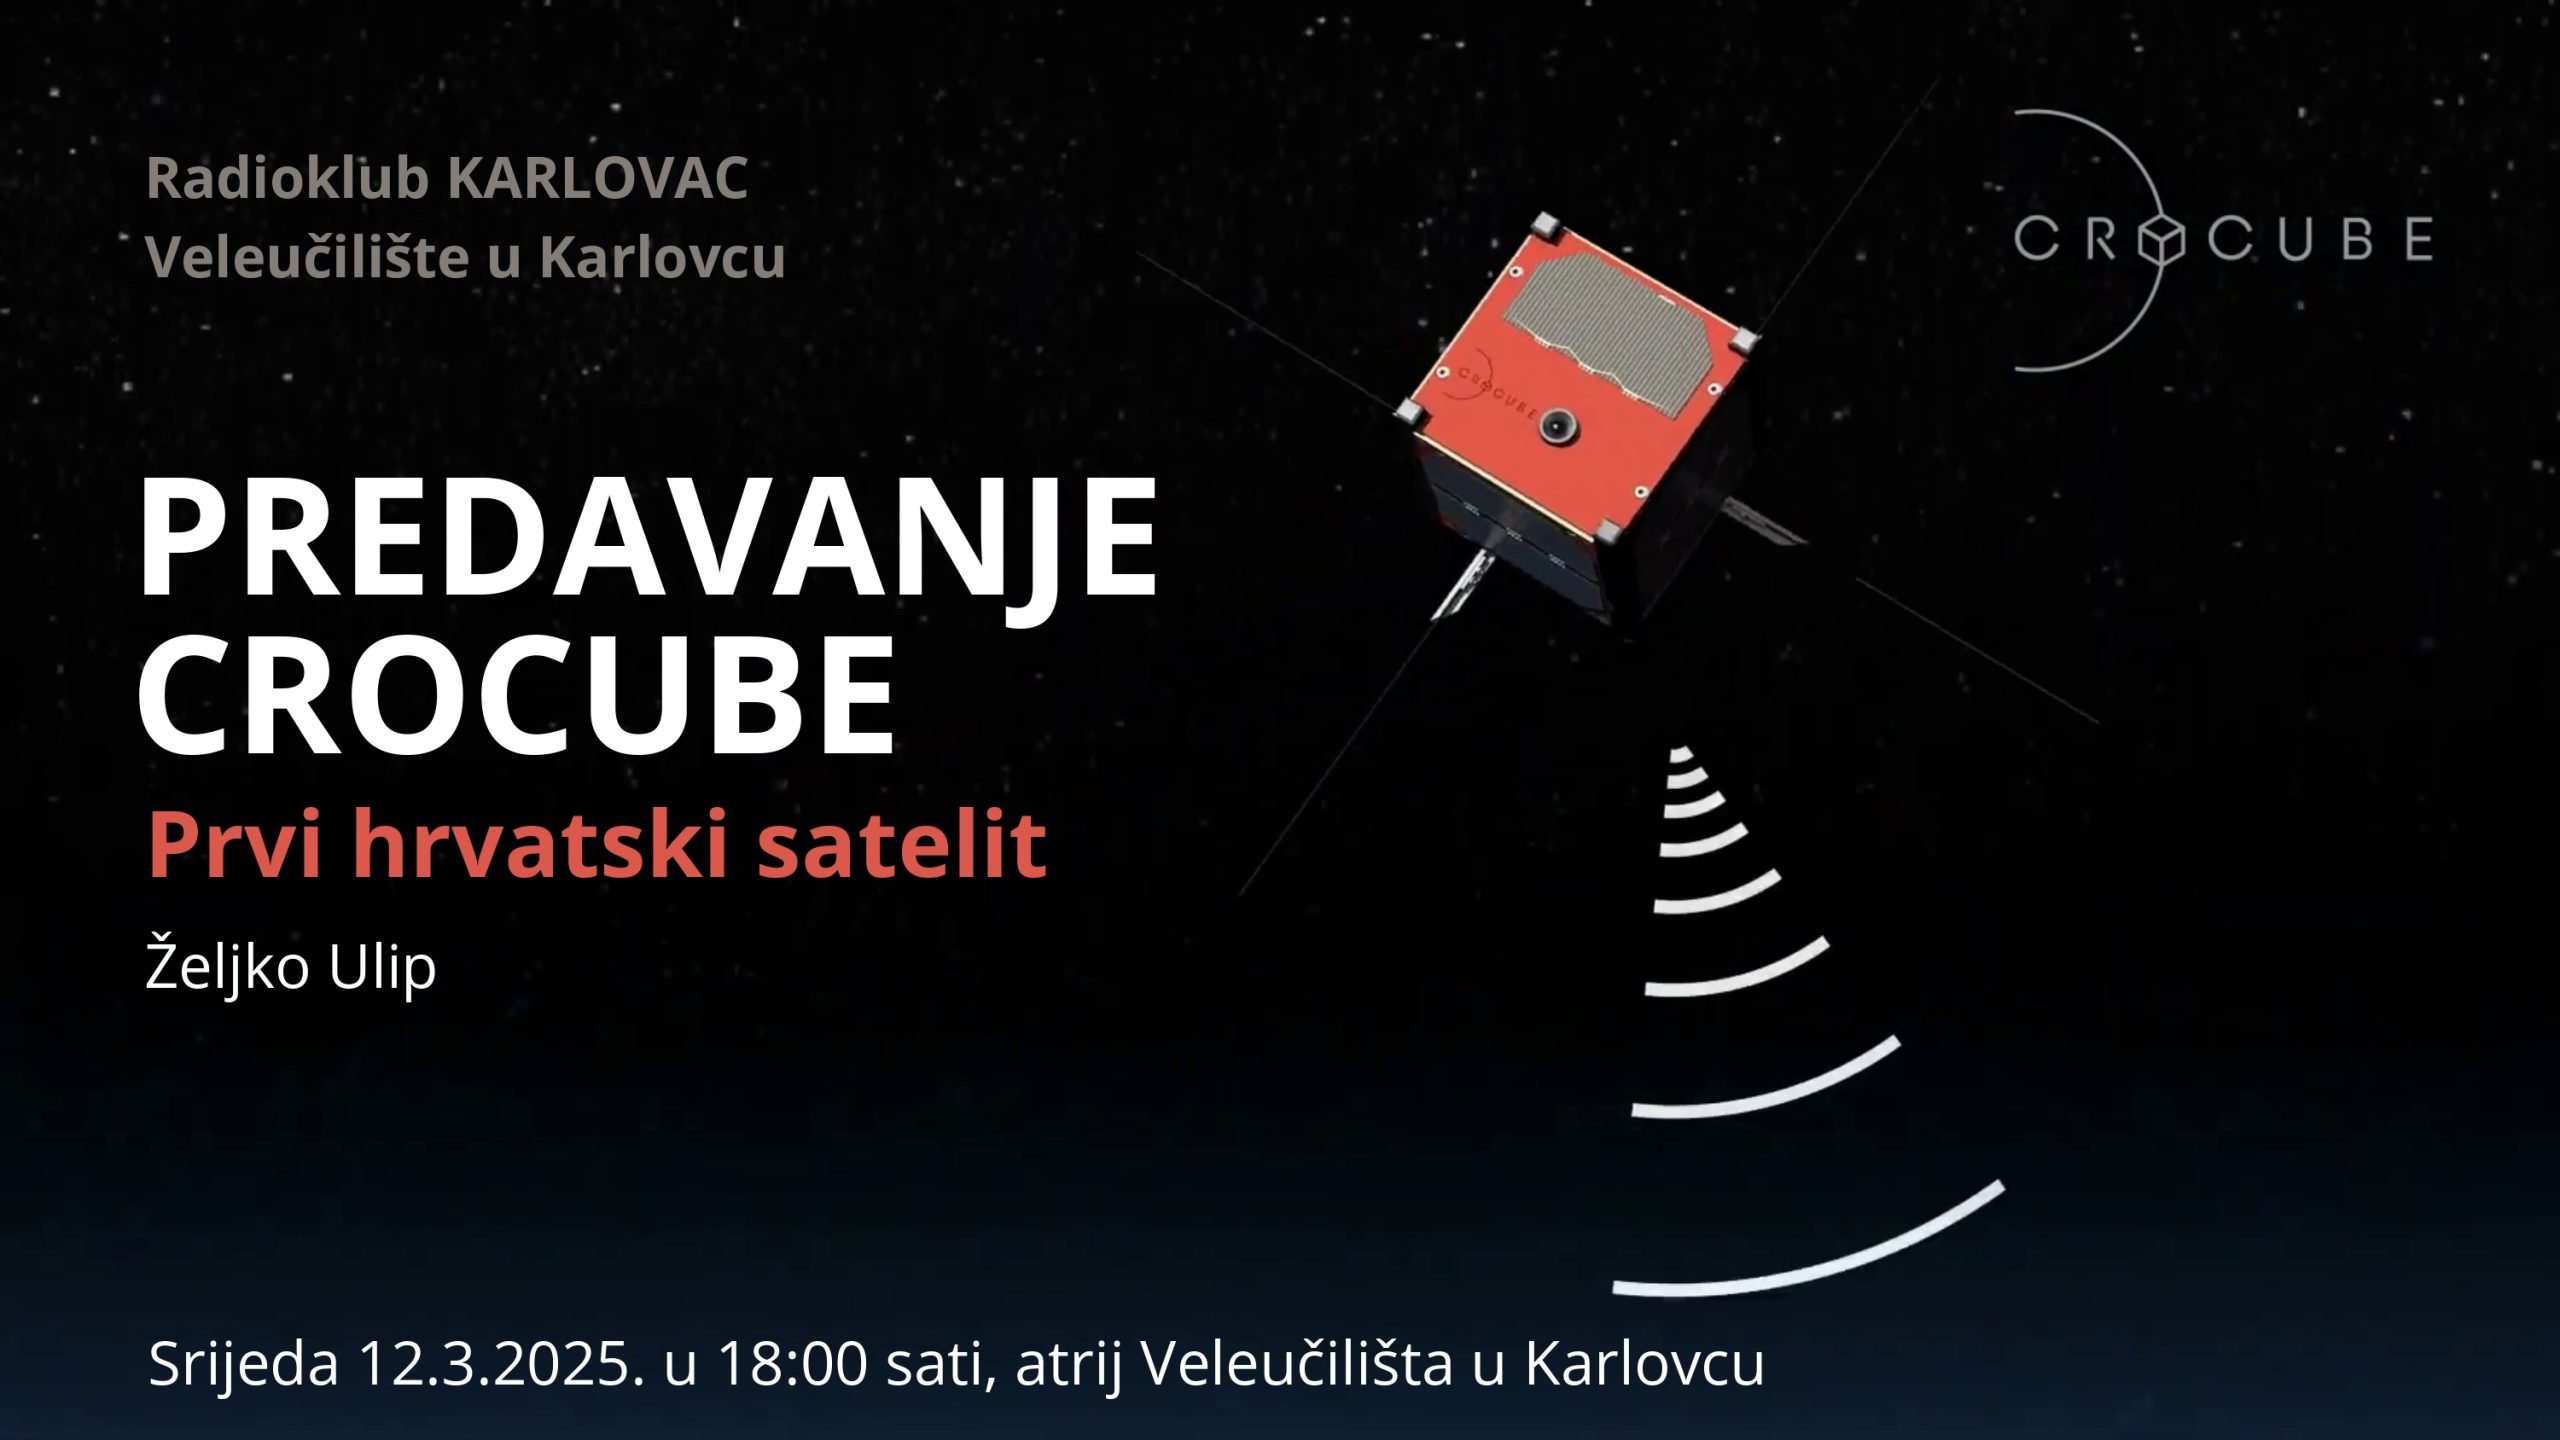 Radioklub KARLOVAC
Veleučilište u Karlovcu
CROCUBE
CROCUBE
PREDAVANJE
CROCUBE
Prvi hrvatski satelit
Željko Ulip
Srijeda 12.3.2025. u 18:00 sati, atrij Veleučilišta u Karlovcu